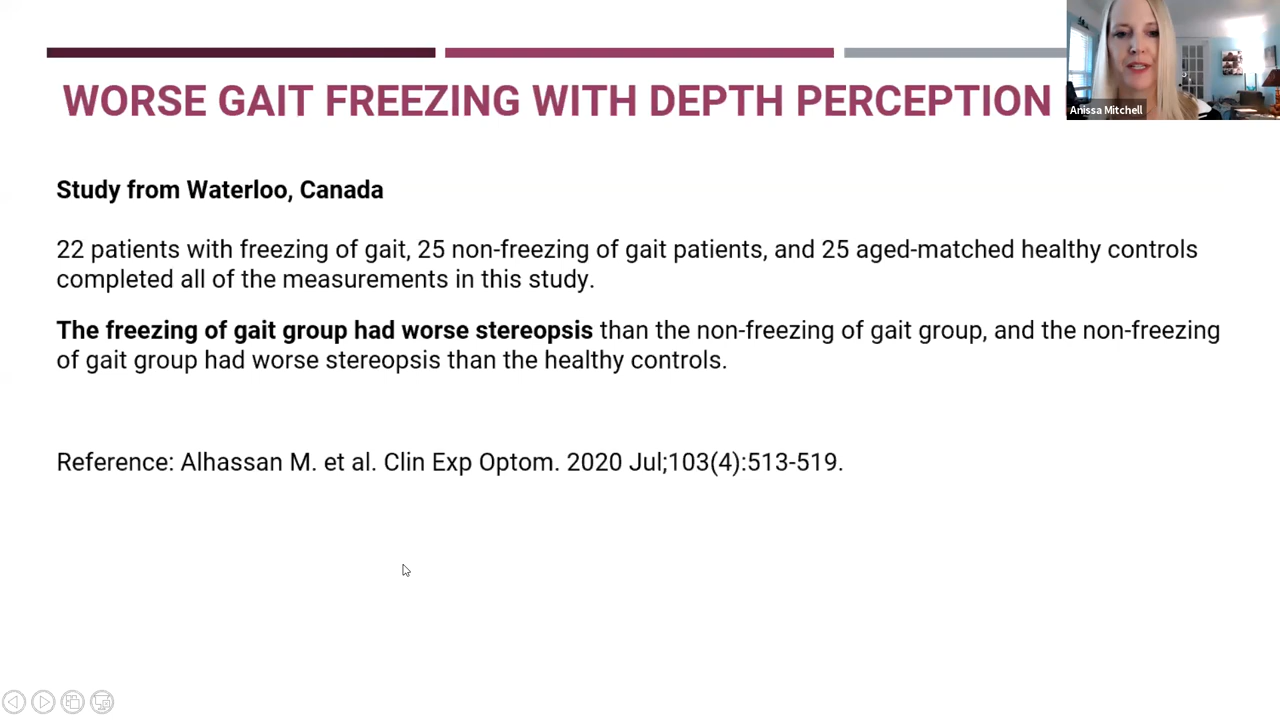 WORSE GAIT FREEZING WITH DEPTH PERCEPTION
Anissa Mitchell
Study from Waterloo, Canada
22 patients with freezing of gait, 25 non-freezing of gait patients, and 25 aged-matched healthy controls
completed all of the measurements in this study.
The freezing of gait group had worse stereopsis than the non-freezing of gait group, and the non-freezing
of gait group had worse stereopsis than the healthy controls.
Reference: Alhassan M. et al. Clin Exp Optom. 2020 Jul;103(4):513-519.